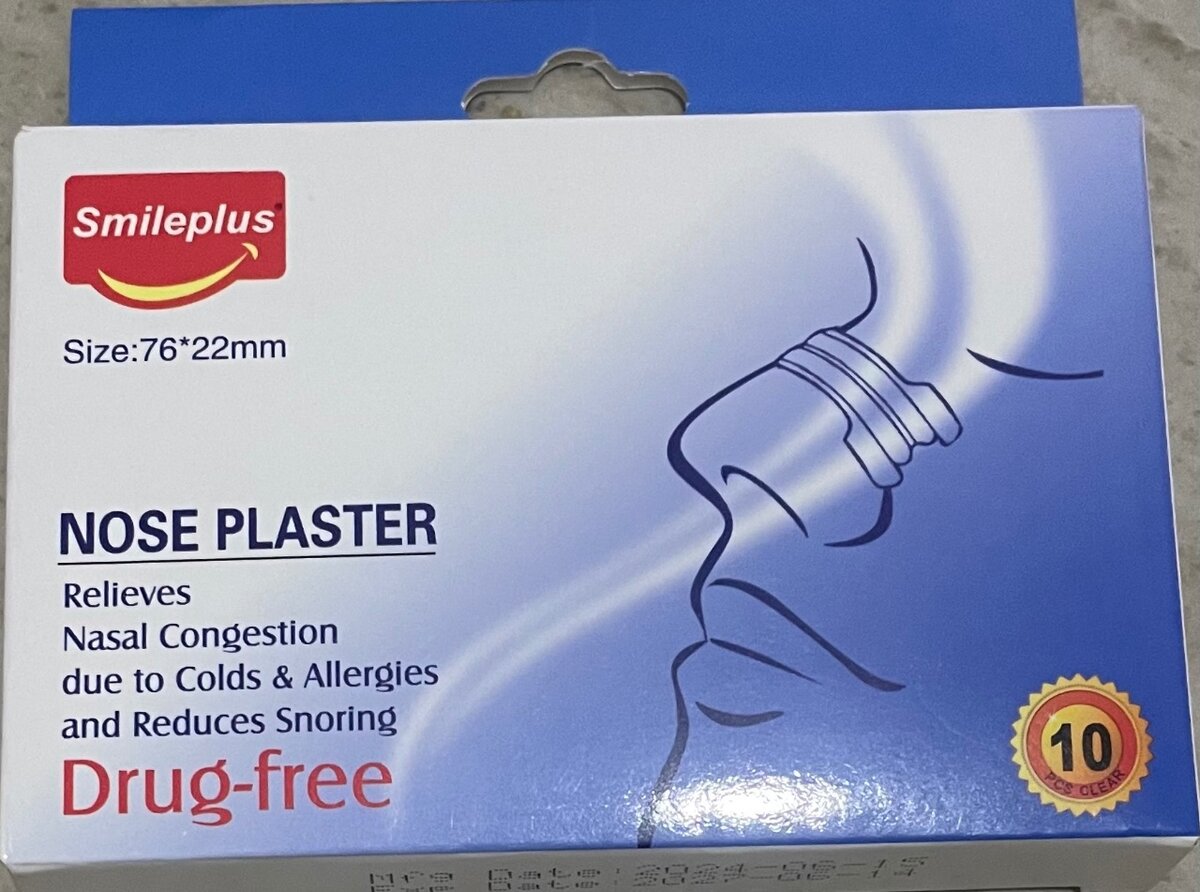 Smileplus
Size:76*22mm
NOSE PLASTER
Relieves
Nasal Congestion
due to Colds & Allergies
and Reduces Snoring
Drug-free
10
PCS CLEAR